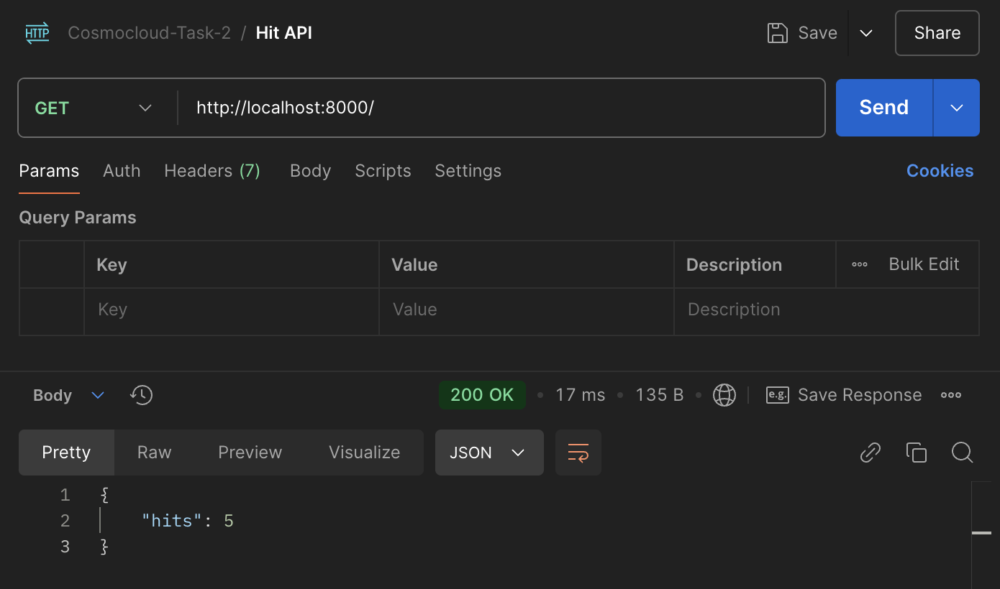 HTTP Cosmocloud-Task-2 / Hit API Save Share
GET http://localhost:8000/ Send
Params Auth Headers (7) Body Scripts Settings Cookies
Query Params
Key Value Description ooo Bulk Edit
Key Value Description
Body 200 OK • 17 ms • 135 B • e.g. Save Response ooo
Pretty Raw Preview Visualize JSON
1 {
2 "hits": 5
3 }